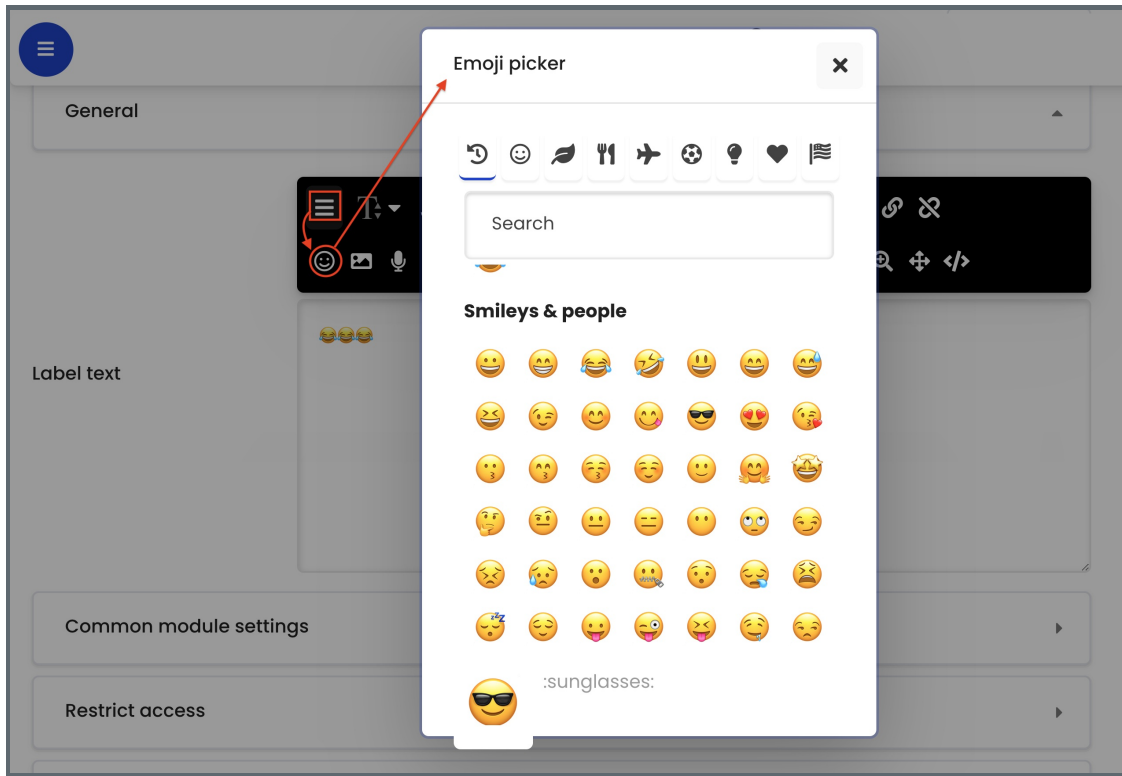 Emoji picker
General
Search
Smileys & people
😂😂😂
Label text
Common module settings
:sunglasses:
Restrict access